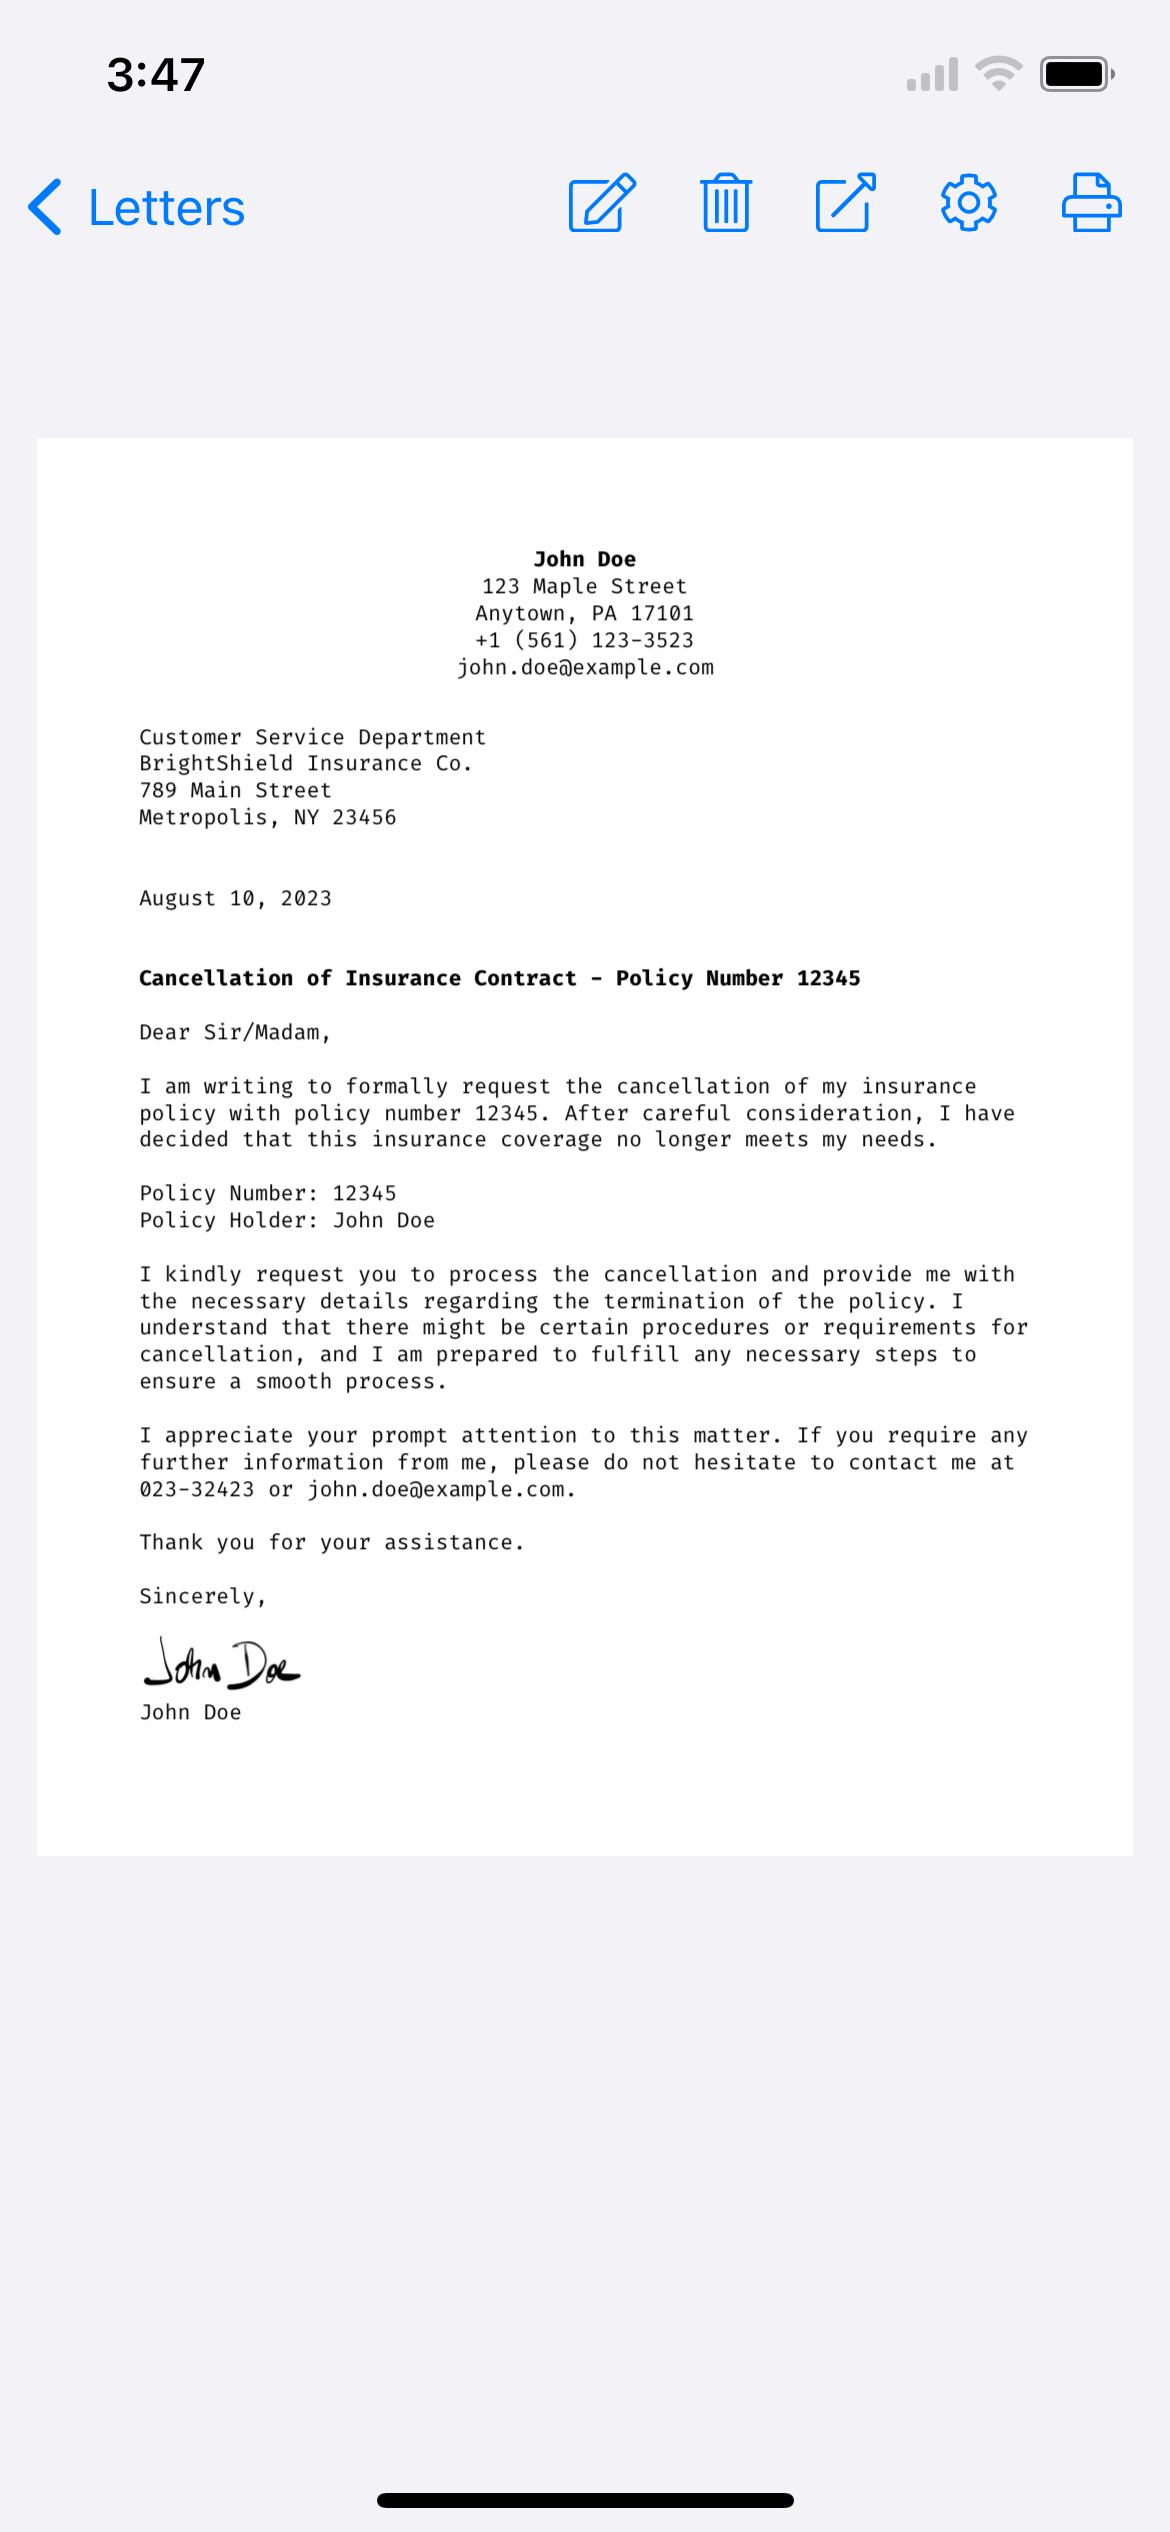 3:47
Letters
John Doe
123 Maple Street
Anytown, PA 17101
+1 (561) 123-3523
john.doe@example.com
Customer Service Department
BrightShield Insurance Co.
789 Main Street
Metropolis, NY 23456
August 10, 2023
Cancellation of Insurance Contract - Policy Number 12345
Dear Sir/Madam,
I am writing to formally request the cancellation of my insurance
policy with policy number 12345. After careful consideration, I have
decided that this insurance coverage no longer meets my needs.
Policy Number: 12345
Policy Holder: John Doe
I kindly request you to process the cancellation and provide me with
the necessary details regarding the termination of the policy. I
understand that there might be certain procedures or requirements for
cancellation, and I am prepared to fulfill any necessary steps to
ensure a smooth process.
I appreciate your prompt attention to this matter. If you require any
further information from me, please do not hesitate to contact me at
023-32423 or john.doe@example.com.
Thank you for your assistance.
Sincerely,
John Doe
John Doe